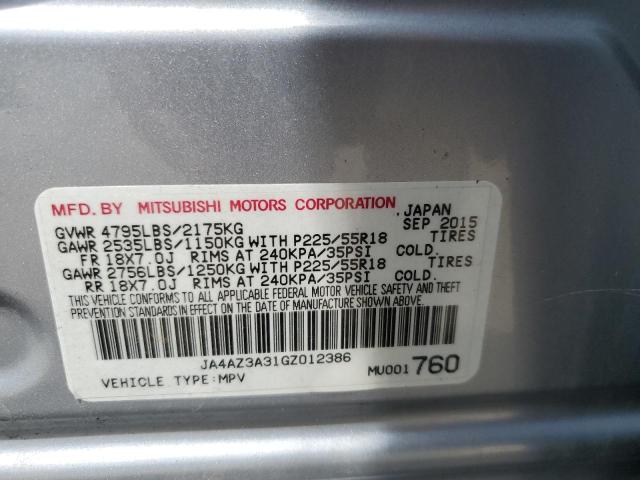 MFD. BY MITSUBISHI MOTORS CORPORATION .JAPAN
GVWR 4795LBS/2175KG SEP 2015
GAWR 2535LBS/1150KG WITH P225/55R18 TIRES
FR 18X7.0J RIMS AT 240KPA/35PSI COLD.
GAWR 2756LBS/1250KG WITH P225/55R18 TIRES
RR 18X7.0J RIMS AT 240KPA/35PSI COLD.
THIS VEHICLE CONFORMS TO ALL APPLICABLE FEDERAL MOTOR VEHICLE SAFETY AND THEFT
PREVENTION STANDARDS IN EFFECT ON THE DATE OF MANUFACTURE SHOWN ABOVE.
JA4AZ3A31GZ012386
VEHICLE TYPE:MPV MU001 760